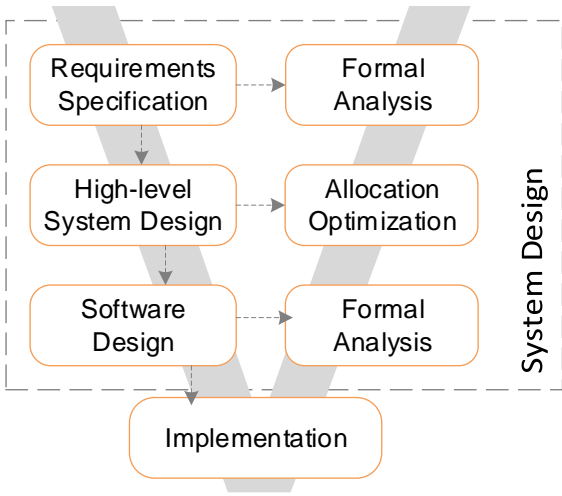 Requirements
Specification
Formal
Analysis
High-level
System Design
Allocation
Optimization
Software
Design
Formal
Analysis
System Design
Implementation